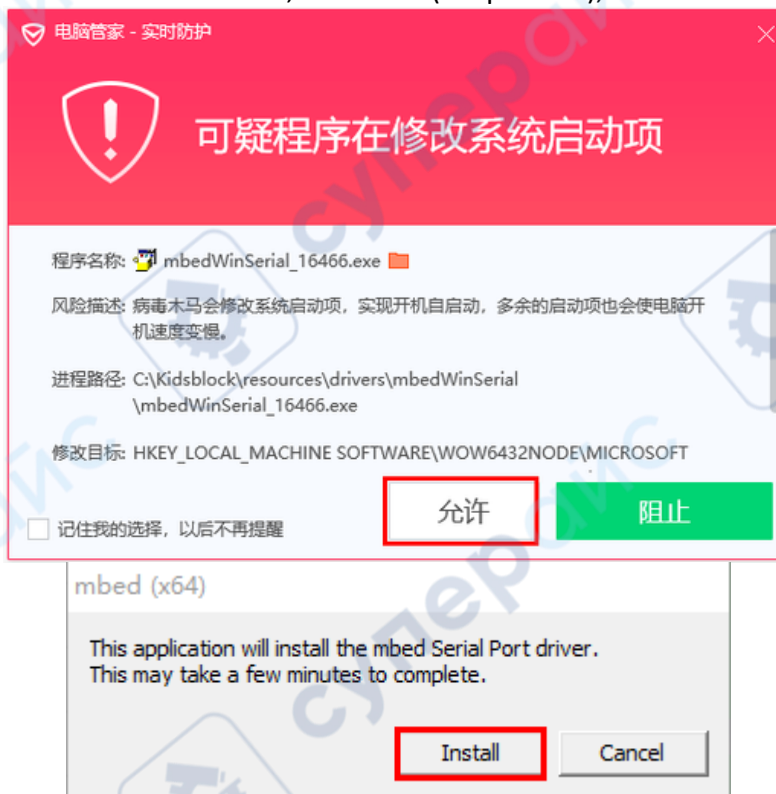 电脑管家 - 实时防护
可疑程序在修改系统启动项
程序名称: mbedWinSerial_16466.exe
风险描述: 病毒木马会修改系统启动项，实现开机自启动，多余的启动项也会使电脑开
机速度变慢。
进程路径: C:\Kidsblock\resources\drivers\mbedWinSerial
\mbedWinSerial_16466.exe
修改目标: HKEY_LOCAL_MACHINE SOFTWARE\WOW6432NODE\MICROSOFT
记住我的选择，以后不再提醒
允许
阻止
mbed (x64)
This application will install the mbed Serial Port driver.
This may take a few minutes to complete.
Install
Cancel